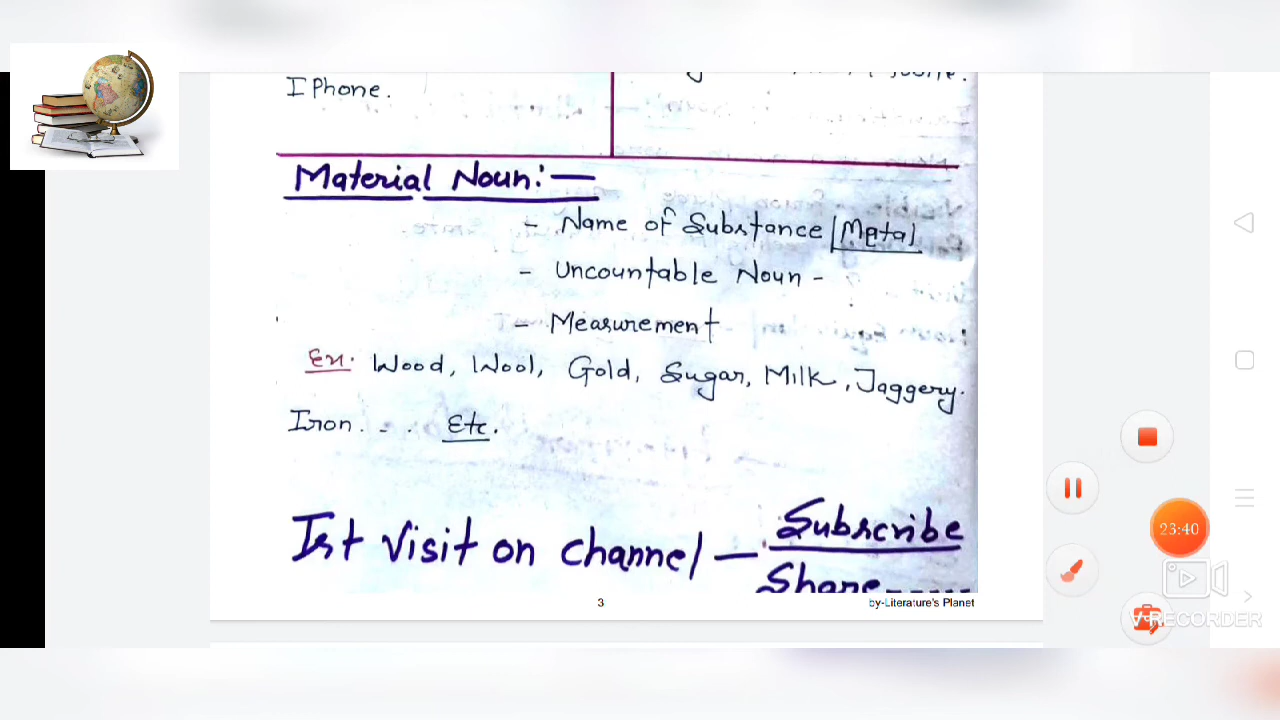 I Phone.
Material Noun:—
- Name of Substance | Metal
- Uncountable Noun -
- Measurement
Ex. Wood, Wool, Gold, Sugar, Milk, Jaggery.
Iron. - . Etc.
Ist Visit on channel — Subscribe
Share-----
3
by-Literature's Planet
23:40
V RECORDER